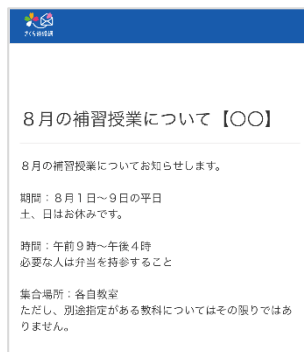 さくら連絡網
8月の補習授業について【〇〇】
8月の補習授業についてお知らせします。
期間：8月1日～9日の平日
土、日はお休みです。
時間：午前9時～午後4時
必要な人は弁当を持参すること
集合場所：各自教室
ただし、別途指定がある教科についてはその限りではあ
りません。